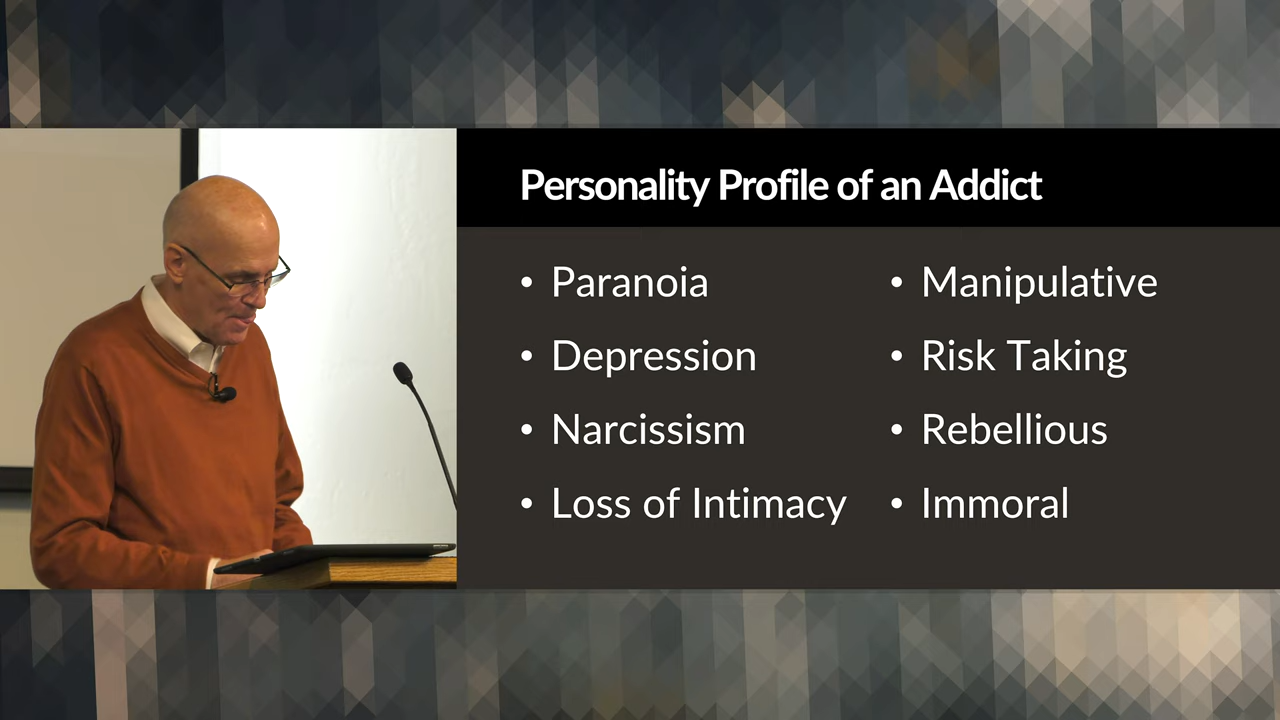 Personality Profile of an Addict
• Paranoia
• Depression
• Narcissism
• Loss of Intimacy
• Manipulative
• Risk Taking
• Rebellious
• Immoral